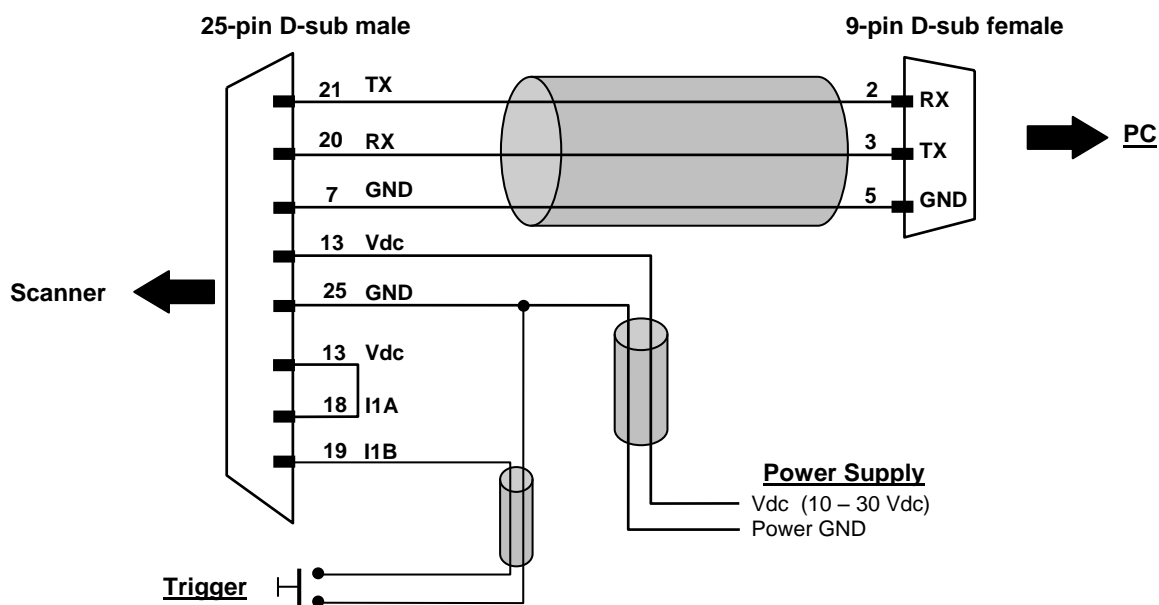 25-pin D-sub male
9-pin D-sub female
21 TX
2 RX
20 RX
3 TX
PC
7 GND
5 GND
13 Vdc
Scanner
25 GND
13 Vdc
18 I1A
19 I1B
Power Supply
Vdc (10 – 30 Vdc)
Power GND
Trigger